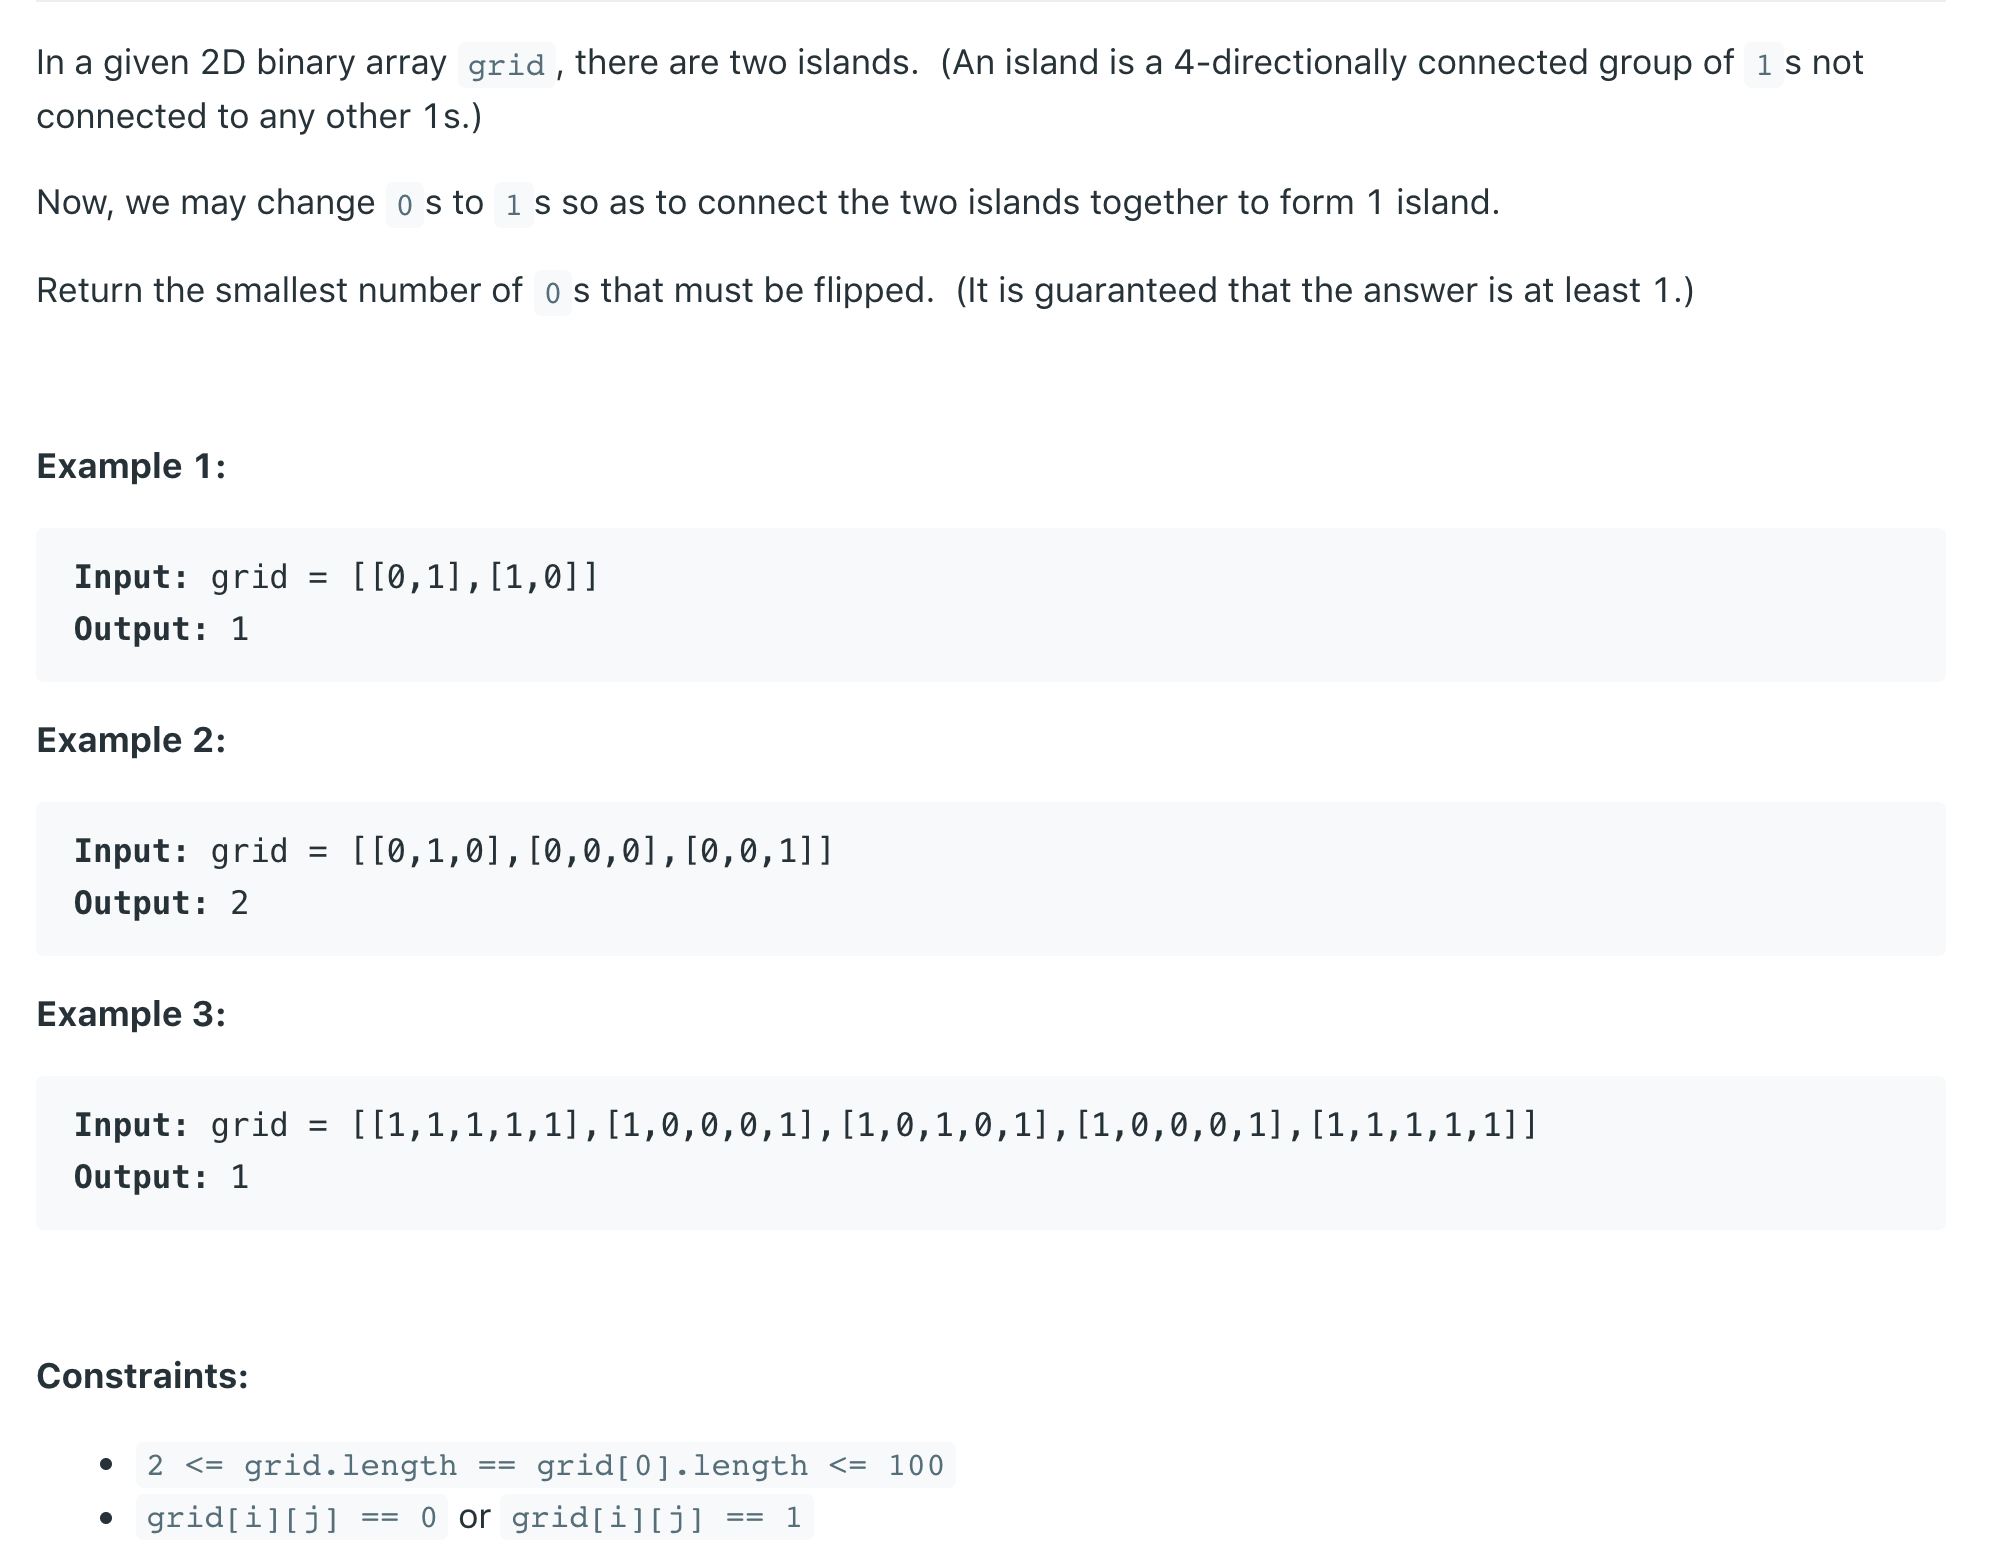 In a given 2D binary array grid, there are two islands. (An island is a 4-directionally connected group of 1s not
connected to any other 1s.)
Now, we may change 0s to 1s so as to connect the two islands together to form 1 island.
Return the smallest number of 0s that must be flipped. (It is guaranteed that the answer is at least 1.)
Example 1:
Input: grid = [[0,1],[1,0]]
Output: 1
Example 2:
Input: grid = [[0,1,0],[0,0,0],[0,0,1]]
Output: 2
Example 3:
Input: grid = [[1,1,1,1,1],[1,0,0,0,1],[1,0,1,0,1],[1,0,0,0,1],[1,1,1,1,1]]
Output: 1
Constraints:
• 2 <= grid.length == grid[0].length <= 100
• grid[i][j] == 0 or grid[i][j] == 1